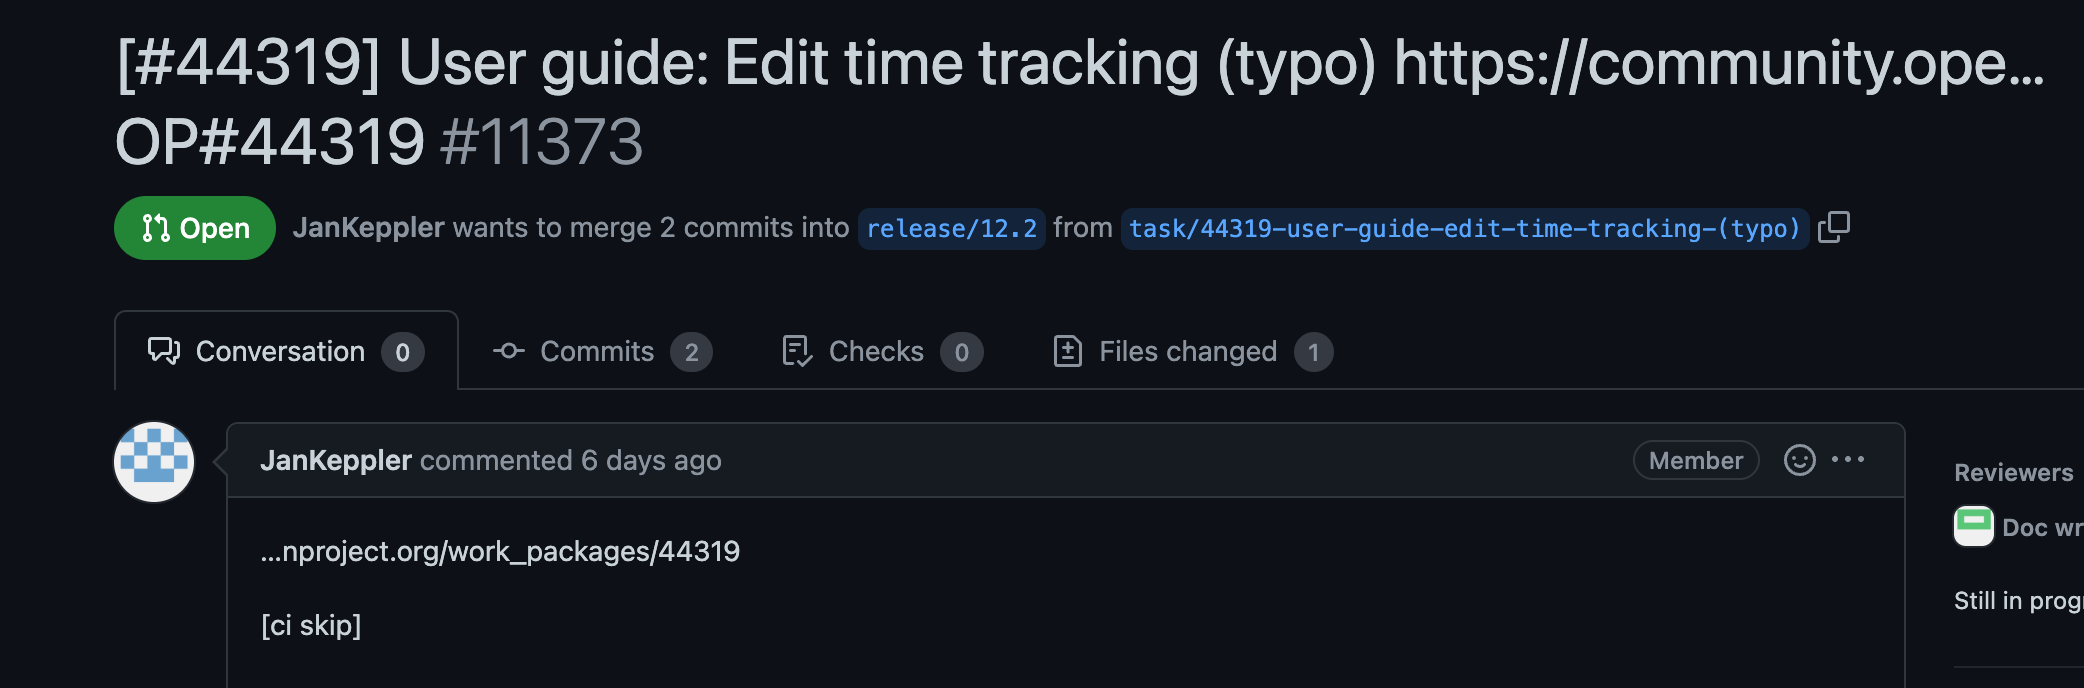 [#44319] User guide: Edit time tracking (typo) https://community.ope...
OP#44319 #11373
Open JanKeppler wants to merge 2 commits into release/12.2 from task/44319-user-guide-edit-time-tracking-(typo)
Conversation 0 Commits 2 Checks 0 Files changed 1
JanKeppler commented 6 days ago Member
Reviewers
Doc
...nproject.org/work_packages/44319
Still in
[ci skip]